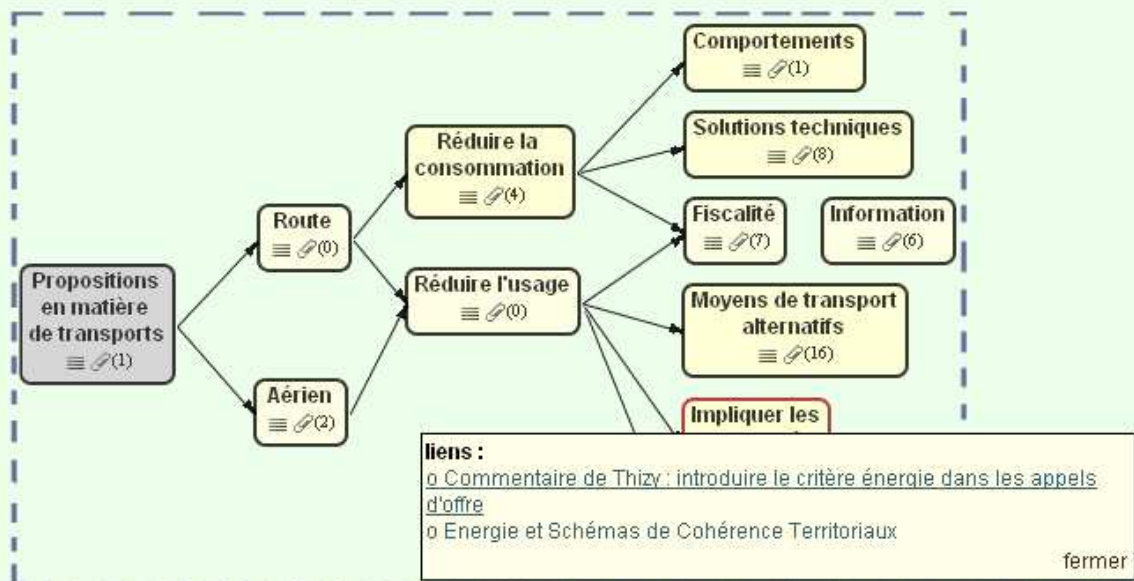 Propositions
en matière
de transports
(1)
Route
(0)
Aérien
(2)
Réduire la
consommation
(4)
Réduire l'usage
(0)
Comportements
(1)
Solutions techniques
(8)
Fiscalité
(7)
Information
(6)
Moyens de transport
alternatifs
(16)
Impliquer les
liens :
o Commentaire de Thizy : introduire le critère énergie dans les appels
d'offre
o Energie et Schémas de Cohérence Territoriaux
fermer